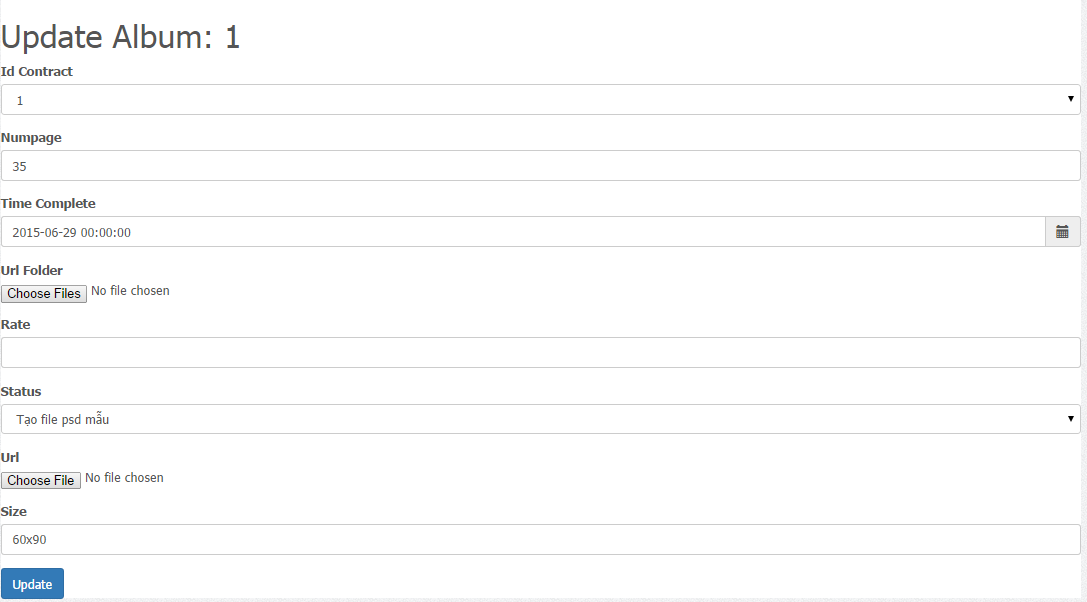 Update Album: 1
Id Contract
1
Numpage
35
Time Complete
2015-06-29 00:00:00
Url Folder
Choose Files No file chosen
Rate
Status
Tạo file psd mẫu
Url
Choose File No file chosen
Size
60x90
Update